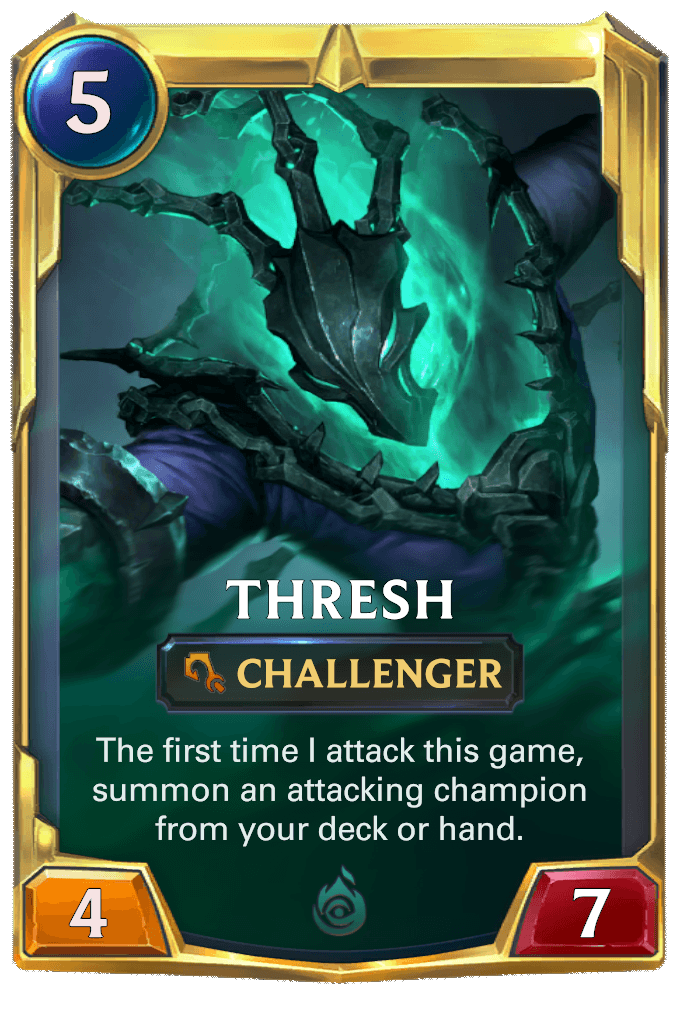 5
THRESH
CHALLENGER
The first time I attack this game,
summon an attacking champion
from your deck or hand.
4
7